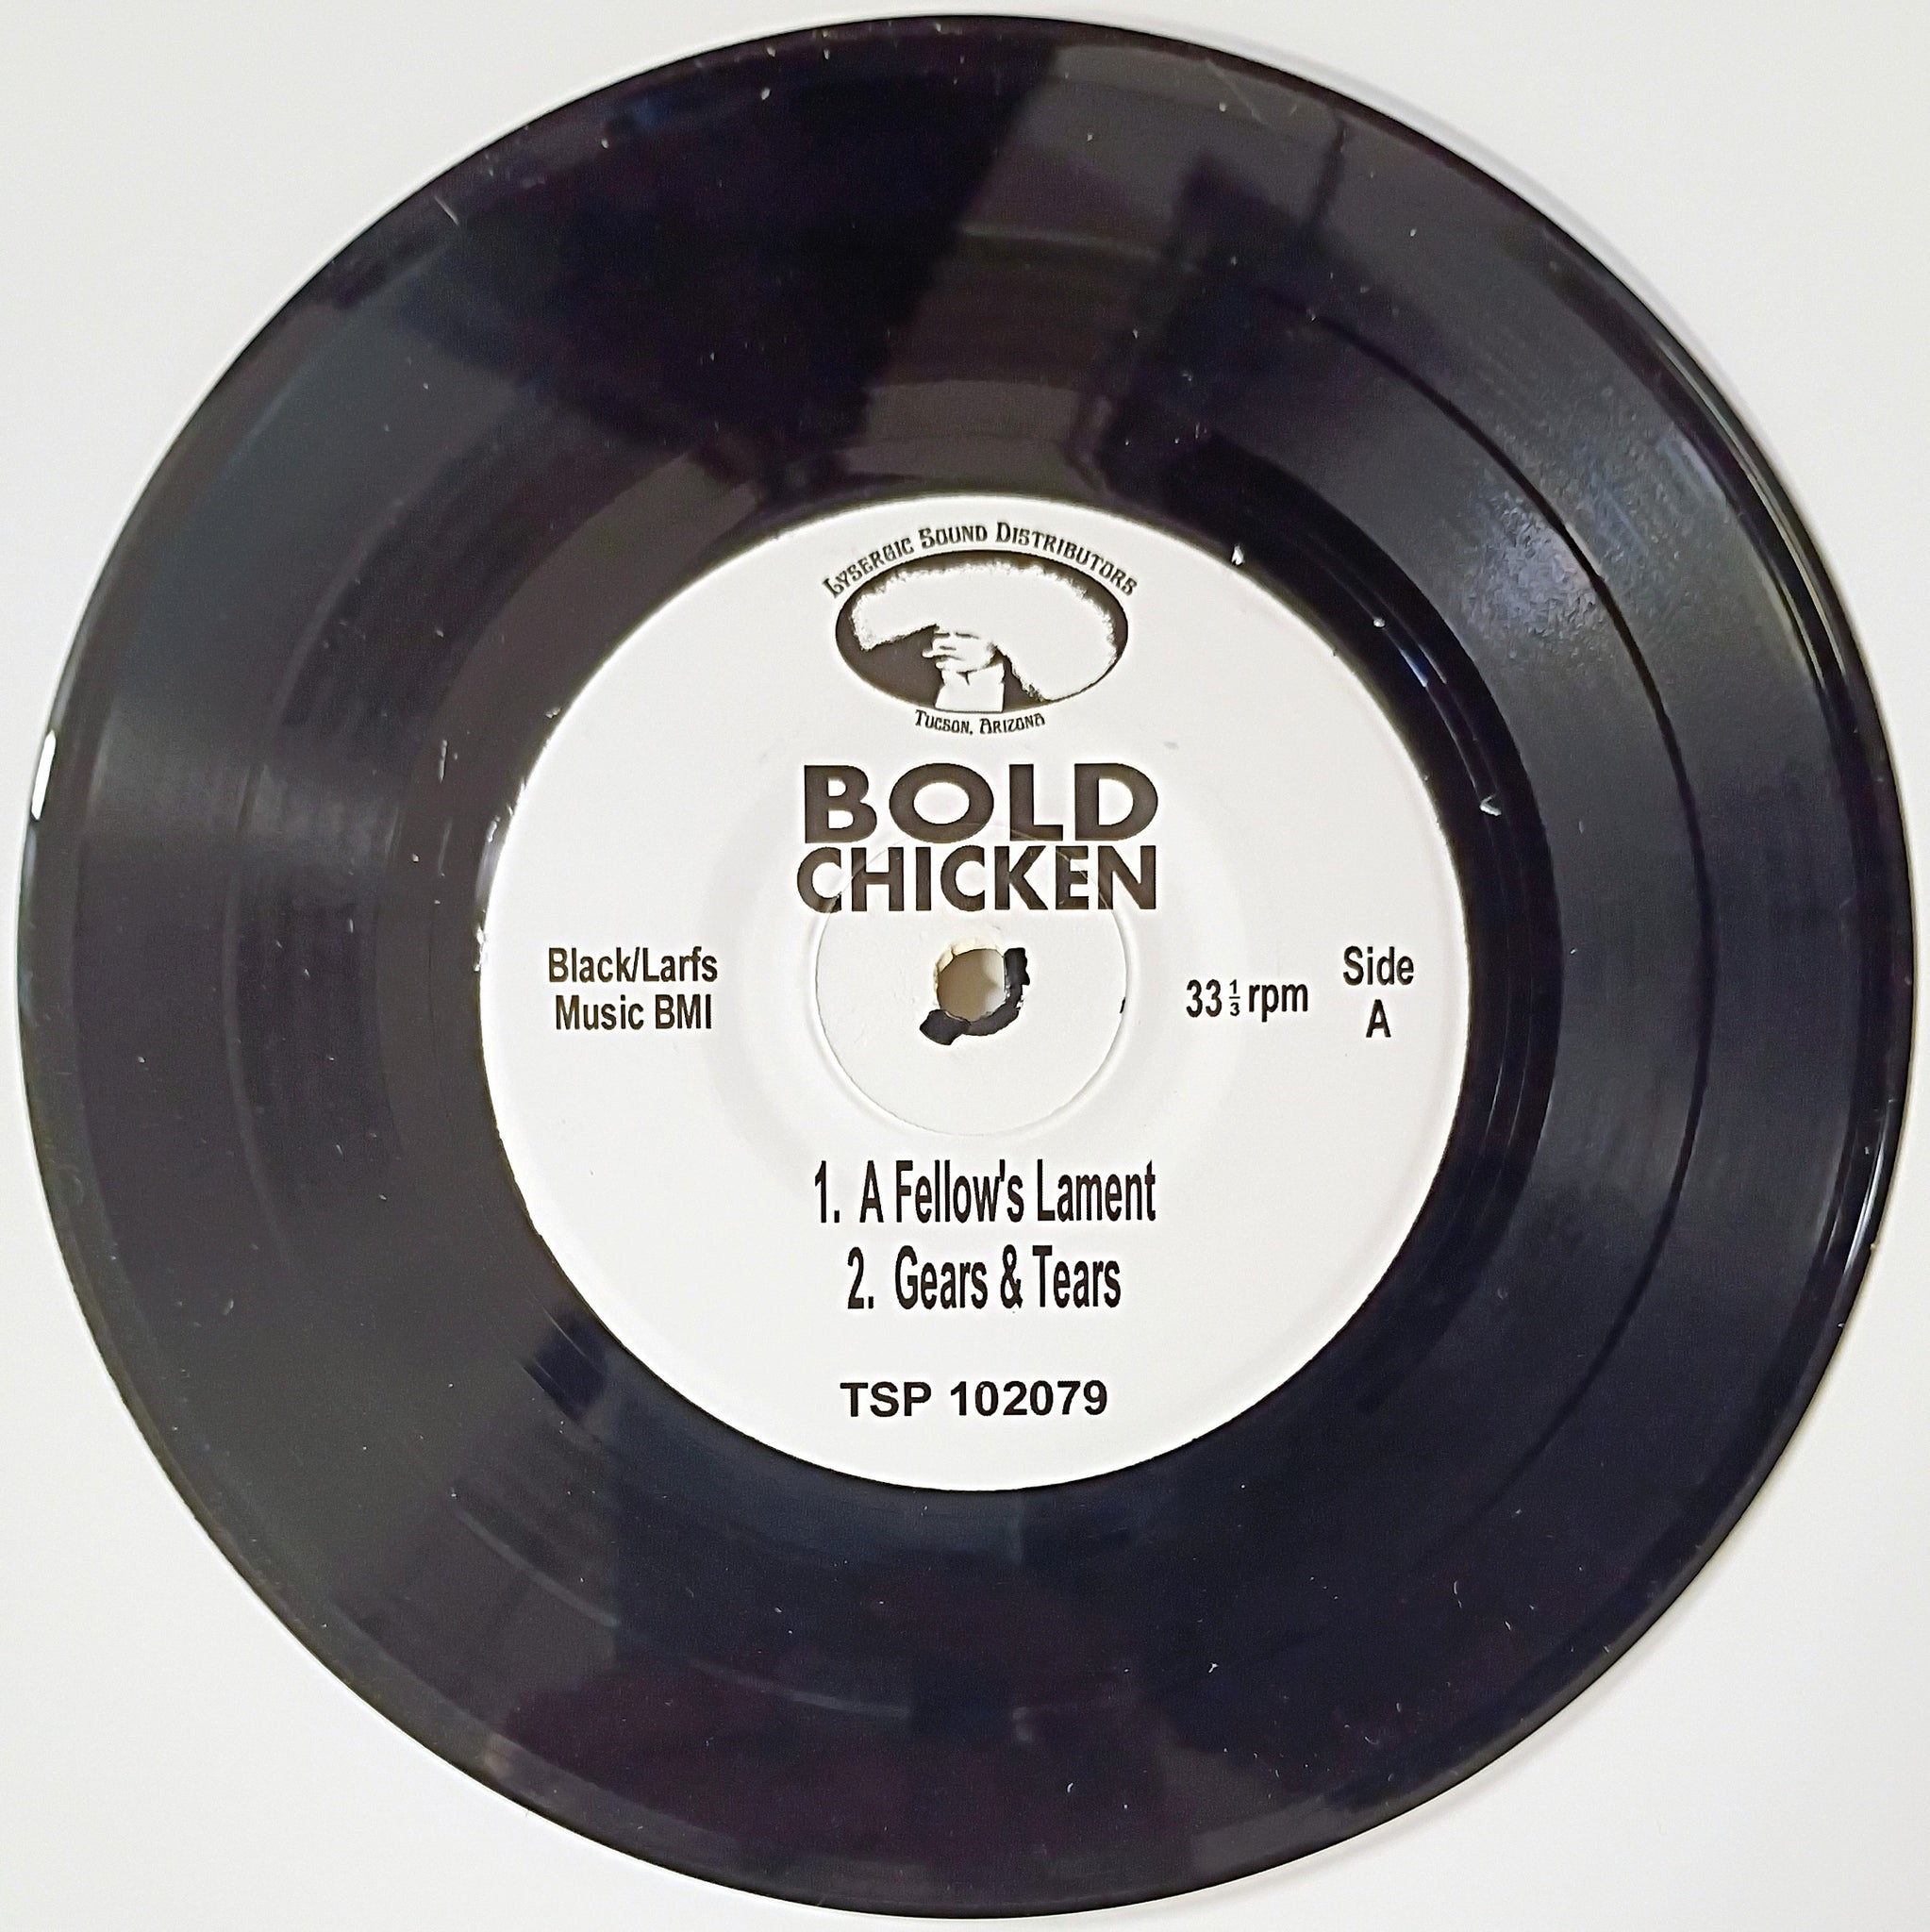 Lysergic Sound Distributors
Tucson, Arizona
BOLD
CHICKEN
Black/Larfs
Music BMI
33 1/3 rpm
Side
A
1. A Fellow's Lament
2. Gears & Tears
TSP 102079